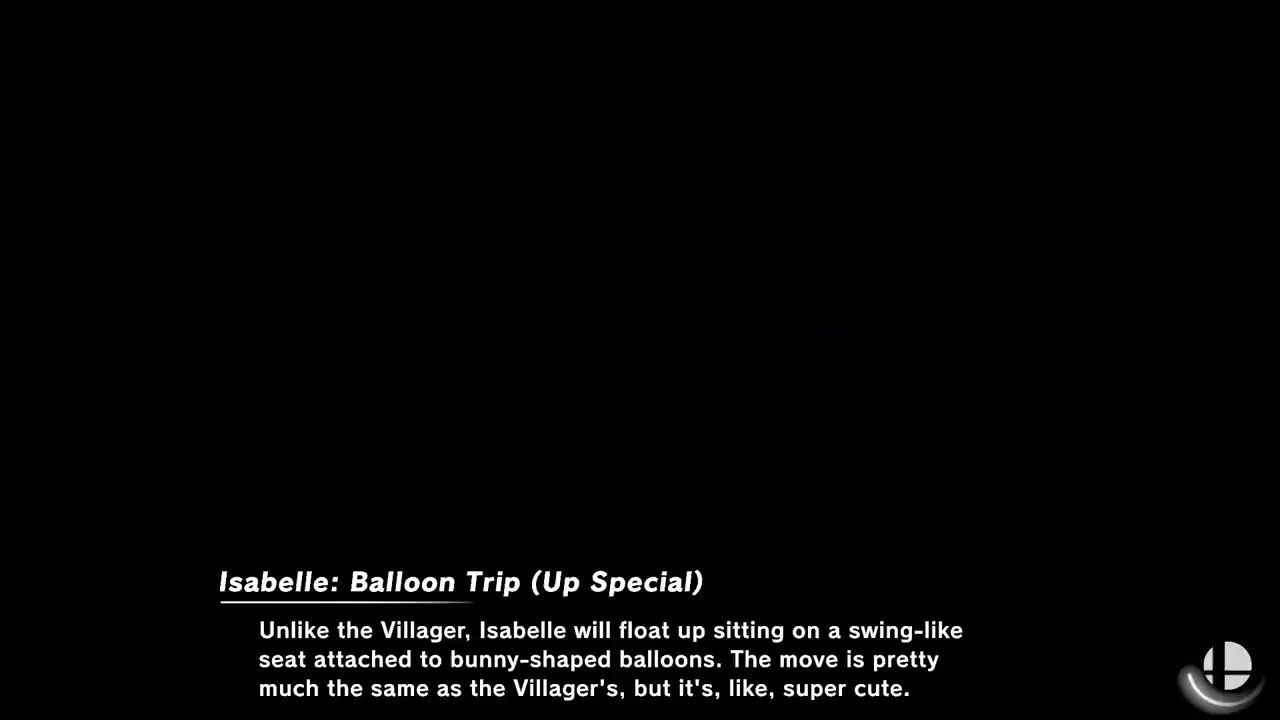 Isabelle: Balloon Trip (Up Special)
Unlike the Villager, Isabelle will float up sitting on a swing-like
seat attached to bunny-shaped balloons. The move is pretty
much the same as the Villager's, but it's, like, super cute.